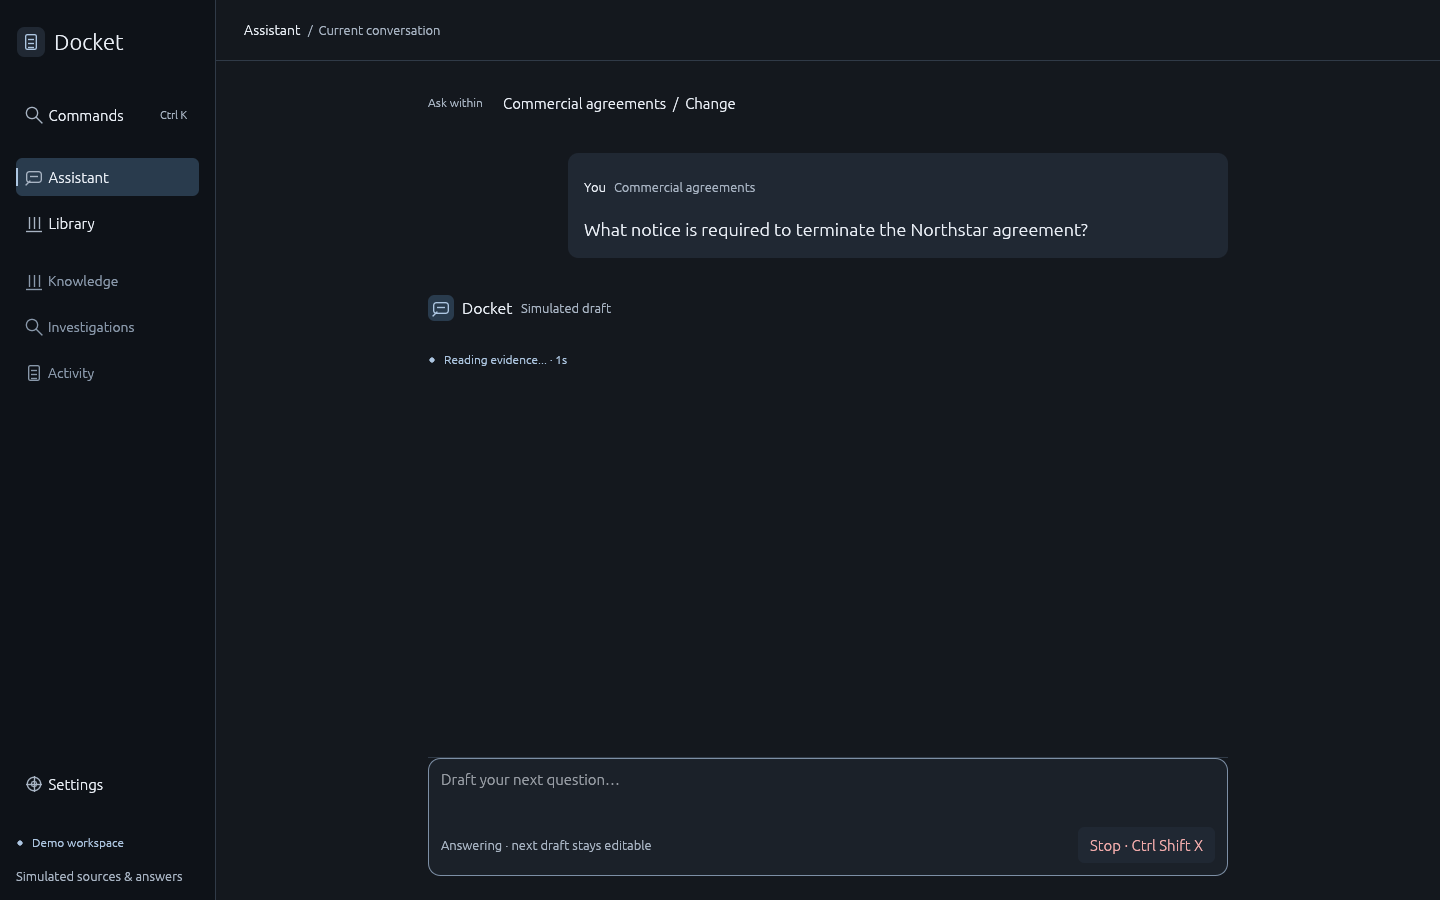 Docket
Assistant / Current conversation
Commands Ctrl K
Assistant
Library
Knowledge
Investigations
Activity
Settings
Demo workspace
Simulated sources & answers
Ask within Commercial agreements / Change
You Commercial agreements
What notice is required to terminate the Northstar agreement?
Docket Simulated draft
Reading evidence... · 1s
Draft your next question...
Answering · next draft stays editable
Stop · Ctrl Shift X